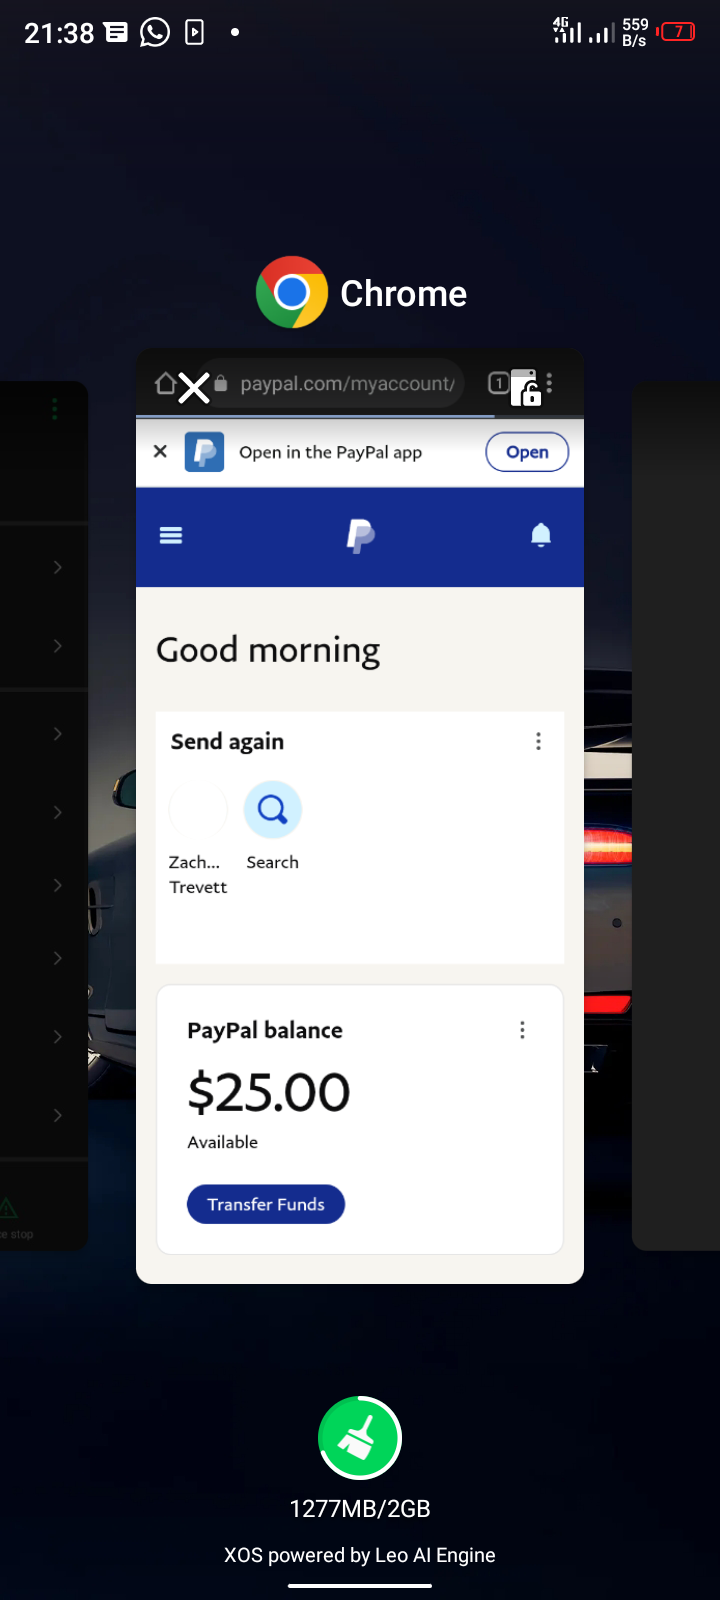 21:38
4G
559
B/s
7
Chrome
paypal.com/myaccount/
1
Open in the PayPal app
Open
Good morning
Send again
Zach...
Trevett
Search
PayPal balance
$25.00
Available
Transfer Funds
ce stop
1277MB/2GB
XOS powered by Leo AI Engine